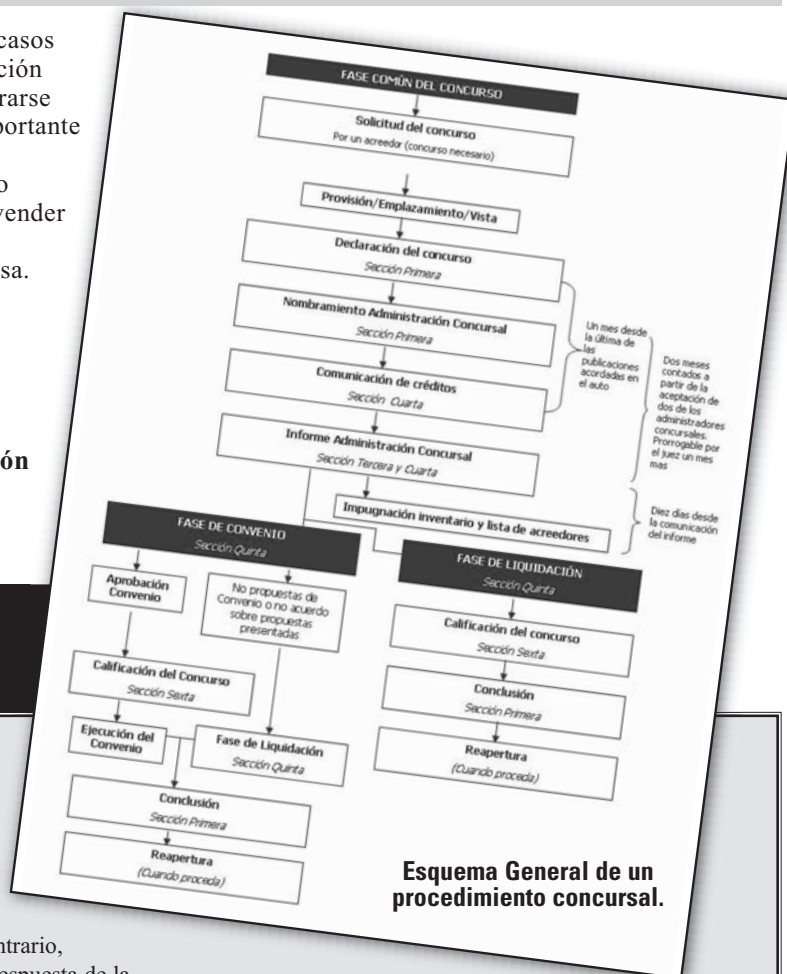 casos
ción
rarse
portante
o
vender
sa.
ón
FASE COMÚN DEL CONCURSO
Solicitud del concurso
Por un acreedor (concurso necesario)
Provisión/Emplazamiento/Vista
Declaración del concurso
Sección Primera
Nombramiento Administración Concursal
Sección Primera
Comunicación de créditos
Sección Cuarta
Informe Administración Concursal
Sección Tercera y Cuarta
Un mes desde
la última de
las
publicaciones
acordadas en
el auto
Dos meses
contados a
partir de la
aceptación de
dos de los
administradores
concursales.
Prorrogable por
el juez un mes
mas
Impugnación inventario y lista de acreedores
Diez días desde
la comunicación
del informe
FASE DE CONVENIO
Sección Quinta
Aprobación
Convenio
No propuestas de
Convenio o no acuerdo
sobre propuestas
presentadas
Calificación del Concurso
Sección Sexta
Ejecución del
Convenio
Fase de Liquidación
Sección Quinta
Conclusión
Sección Primera
Reapertura
(Cuando proceda)
FASE DE LIQUIDACIÓN
Sección Quinta
Calificación del concurso
Sección Sexta
Conclusión
Sección Primera
Reapertura
(Cuando proceda)
Esquema General de un
procedimiento concursal.
ntrario,
espuesta de la